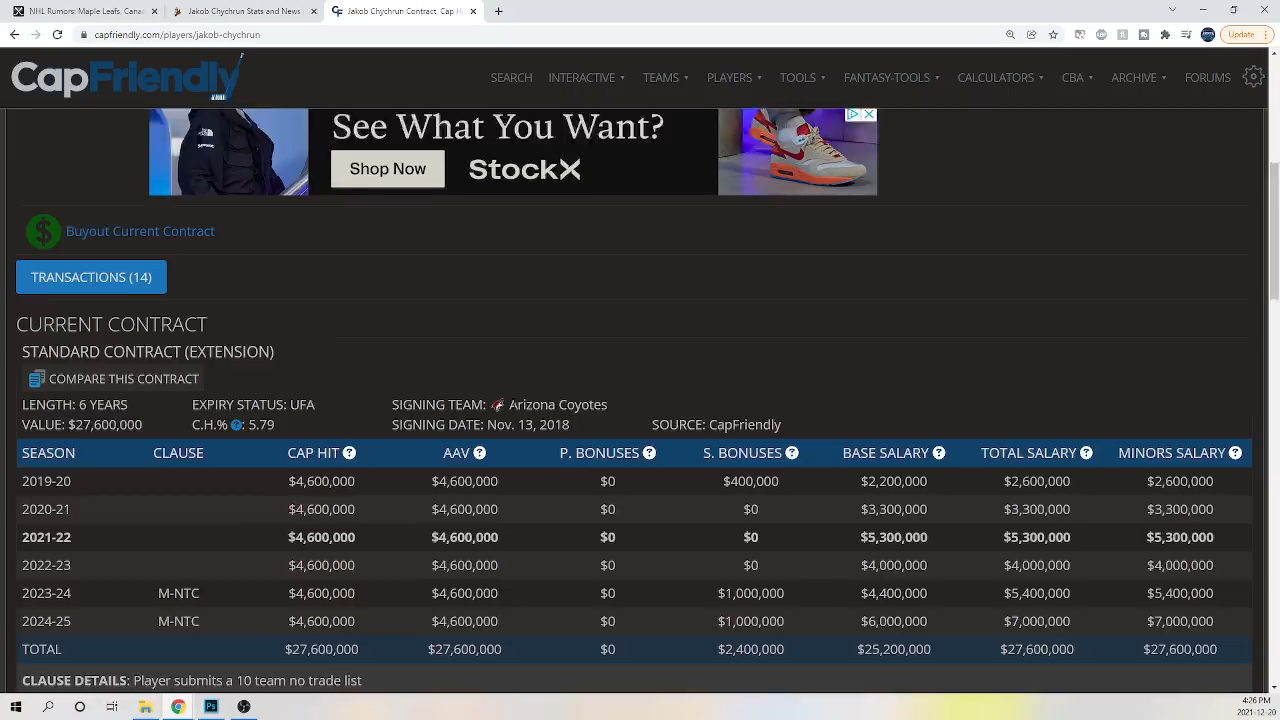 NHL Rumors: Maple Leafs, Cana
Jakob Chychrun Stats and News
Jakob Chychrun Contract, Cap H
capfriendly.com/players/jakob-chychrun
Update
CapFriendly
SEARCH INTERACTIVE TEAMS PLAYERS TOOLS FANTASY-TOOLS CALCULATORS CBA ARCHIVE FORUMS
See What You Want?
Shop Now StockX
Buyout Current Contract
TRANSACTIONS (14)
CURRENT CONTRACT
STANDARD CONTRACT (EXTENSION)
COMPARE THIS CONTRACT
LENGTH: 6 YEARS EXPIRY STATUS: UFA SIGNING TEAM: Arizona Coyotes
VALUE: $27,600,000 C.H.% ?: 5.79 SIGNING DATE: Nov. 13, 2018 SOURCE: CapFriendly
SEASON CLAUSE CAP HIT ? AAV ? P. BONUSES ? S. BONUSES ? BASE SALARY ? TOTAL SALARY ? MINORS SALARY ?
2019-20 $4,600,000 $4,600,000 $0 $400,000 $2,200,000 $2,600,000 $2,600,000
2020-21 $4,600,000 $4,600,000 $0 $0 $3,300,000 $3,300,000 $3,300,000
2021-22 $4,600,000 $4,600,000 $0 $0 $5,300,000 $5,300,000 $5,300,000
2022-23 $4,600,000 $4,600,000 $0 $0 $4,000,000 $4,000,000 $4,000,000
2023-24 M-NTC $4,600,000 $4,600,000 $0 $1,000,000 $4,400,000 $5,400,000 $5,400,000
2024-25 M-NTC $4,600,000 $4,600,000 $0 $1,000,000 $6,000,000 $7,000,000 $7,000,000
TOTAL $27,600,000 $27,600,000 $0 $2,400,000 $25,200,000 $27,600,000 $27,600,000
CLAUSE DETAILS: Player submits a 10 team no trade list
4:26 PM
2021-12-20